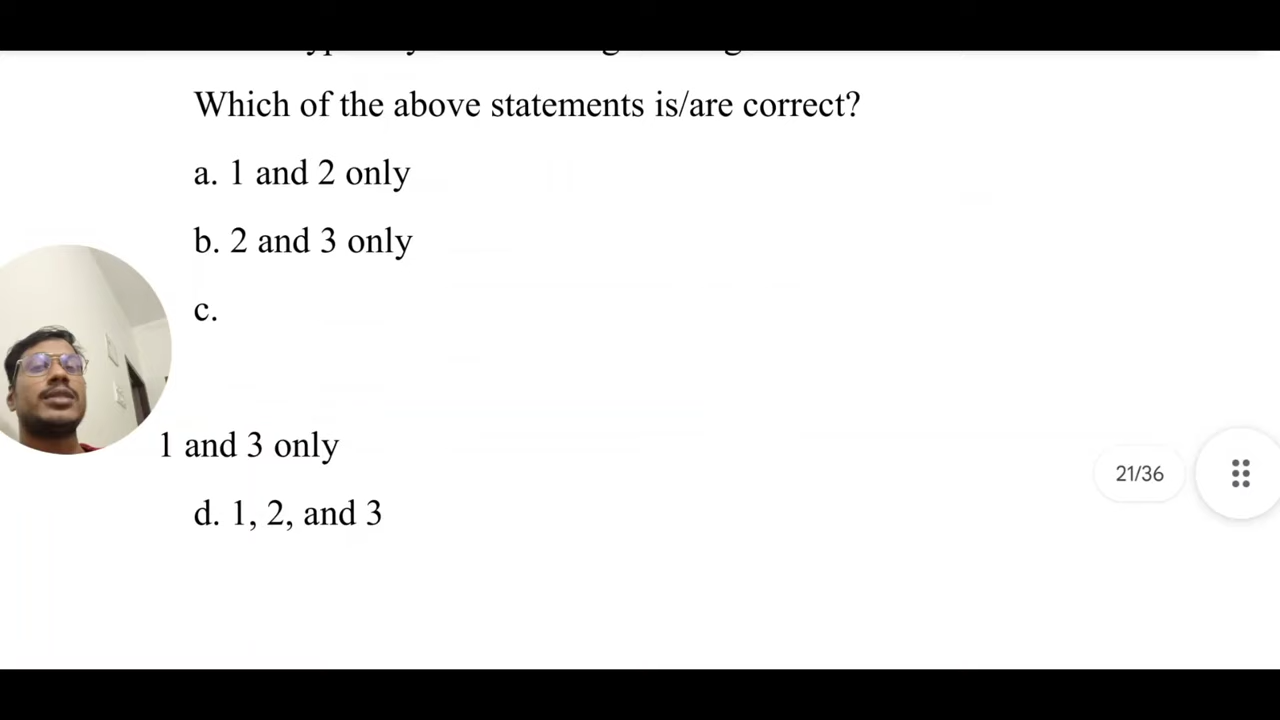 Which of the above statements is/are correct?
a. 1 and 2 only
b. 2 and 3 only
c.
1 and 3 only
21/36
d. 1, 2, and 3